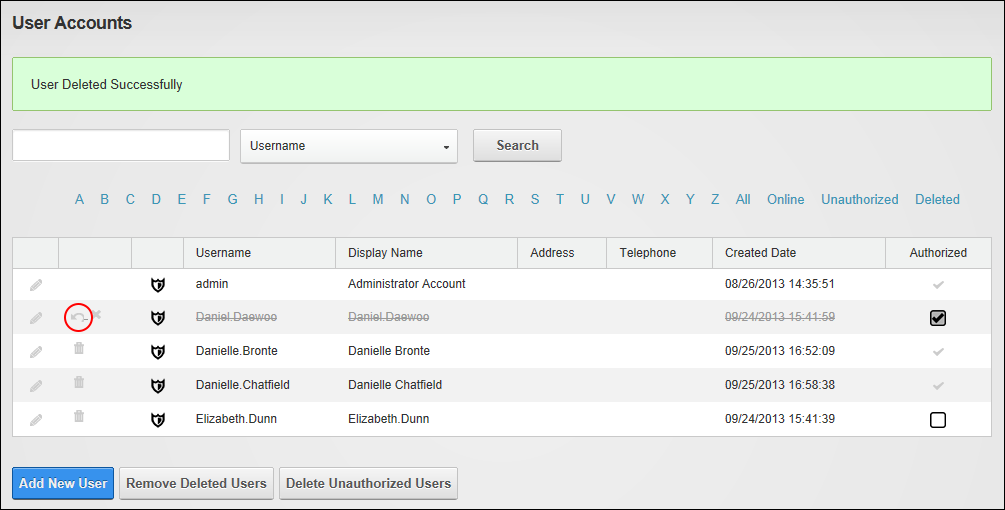 User Accounts
User Deleted Successfully
Username Search
A B C D E F G H I J K L M N O P Q R S T U V W X Y Z All Online Unauthorized Deleted
Username Display Name Address Telephone Created Date Authorized
admin Administrator Account 08/26/2013 14:35:51
Daniel.Daewoo Daniel.Daewoo 09/24/2013 15:41:59
Danielle.Bronte Danielle Bronte 09/25/2013 16:52:09
Danielle.Chatfield Danielle Chatfield 09/25/2013 16:58:38
Elizabeth.Dunn Elizabeth.Dunn 09/24/2013 15:41:39
Add New User Remove Deleted Users Delete Unauthorized Users